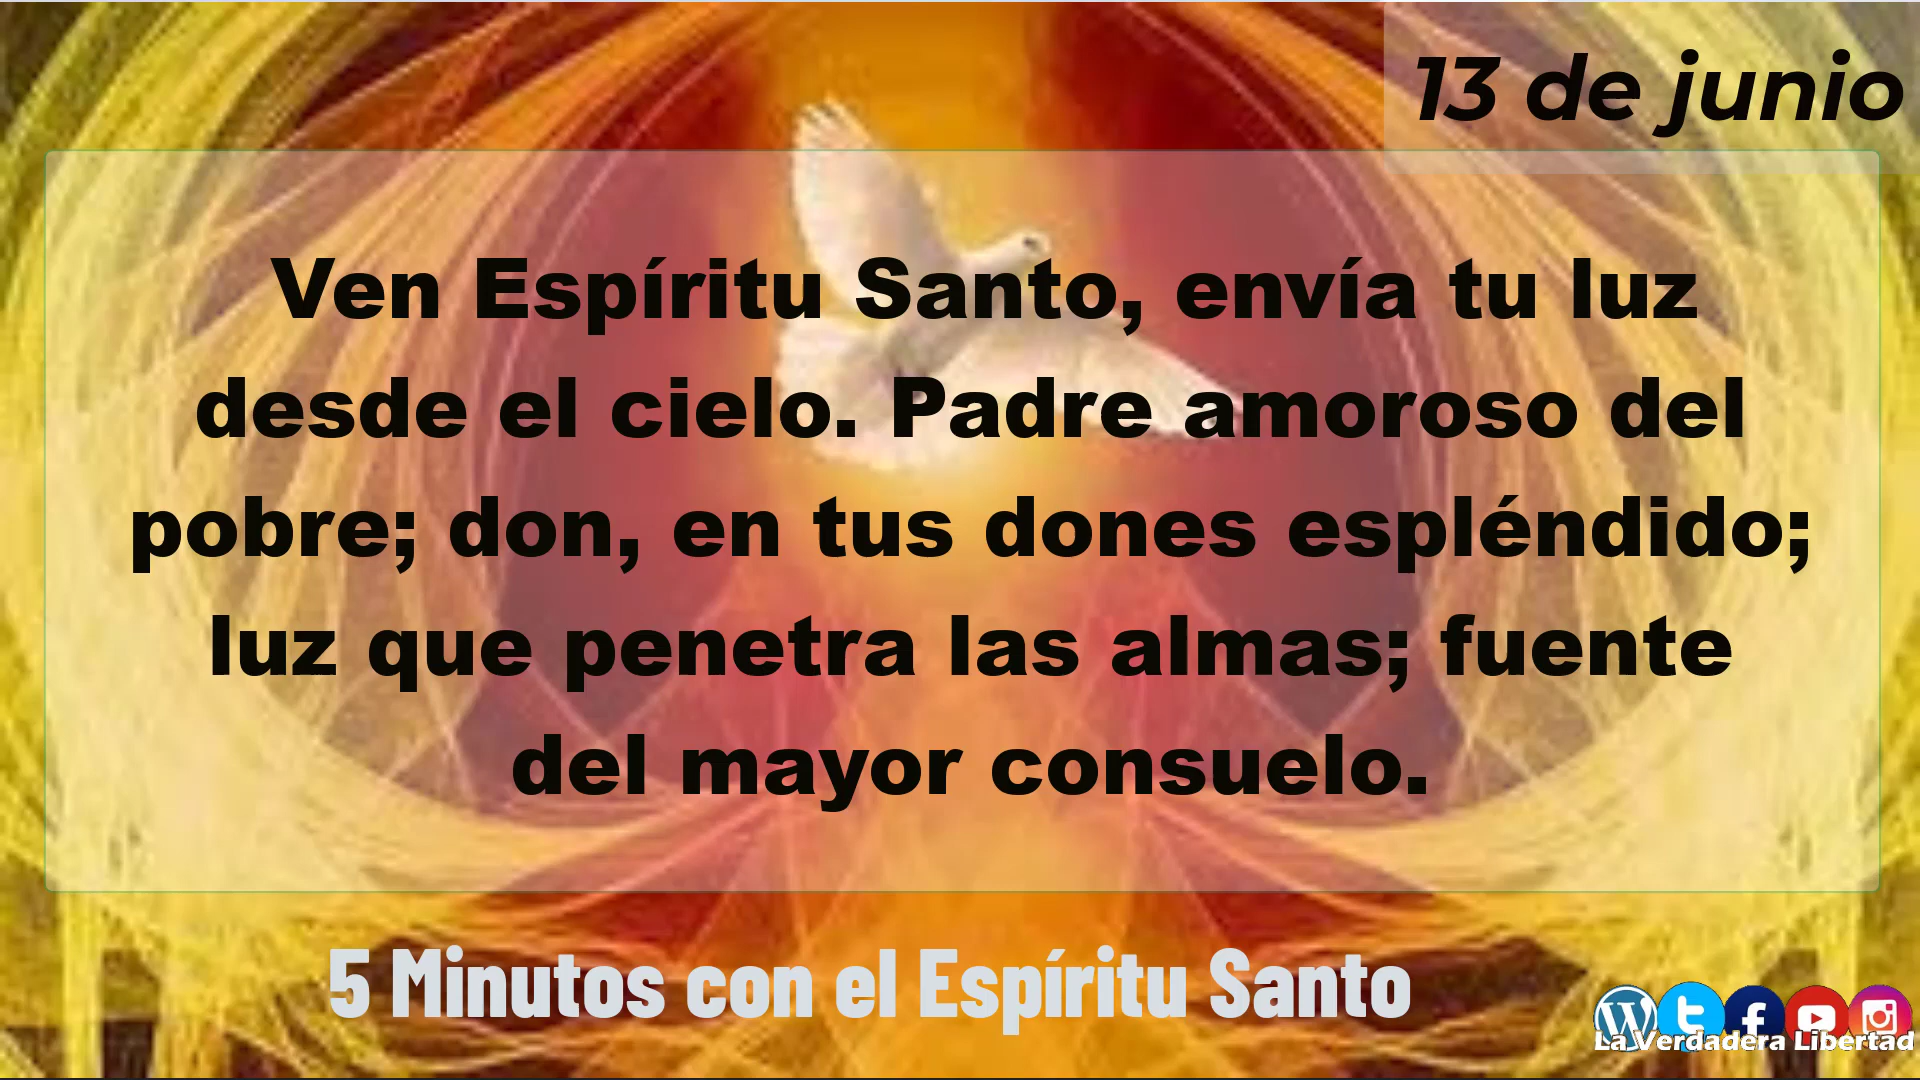 13 de junio
Ven Espíritu Santo, envía tu luz
desde el cielo. Padre amoroso del
pobre; don, en tus dones espléndido;
luz que penetra las almas; fuente
del mayor consuelo.
5 Minutos con el Espíritu Santo
La Verdadera Libertad